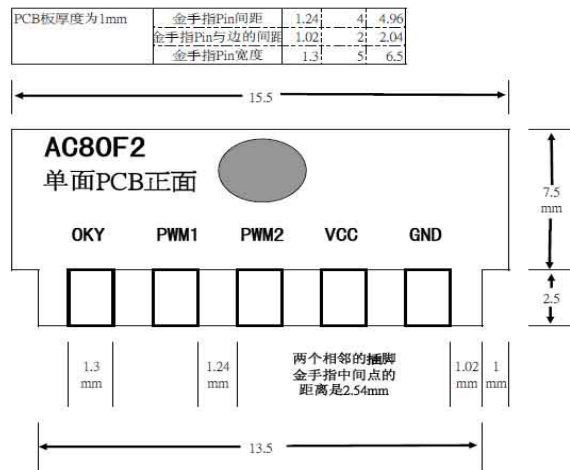 PCB板厚度为1mm 金手指Pin间距 1.24 4 4.96
金手指Pin与边的间距 1.02 2 2.04
金手指Pin宽度 1.3 5 6.5
15.5
AC80F2
单面PCB正面
OKY PWM1 PWM2 VCC GND
7.5
mm
2.5
1.3
mm
1.24
mm
两个相邻的插脚
金手指中间点的
距离是2.54mm
1.02
mm
1
mm
13.5